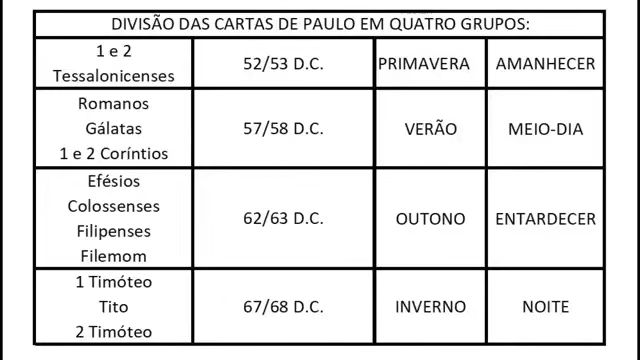 DIVISÃO DAS CARTAS DE PAULO EM QUATRO GRUPOS:
1 e 2
Tessalonicenses
52/53 D.C.
PRIMAVERA
AMANHECER
Romanos
Gálatas
1 e 2 Coríntios
57/58 D.C.
VERÃO
MEIO-DIA
Efésios
Colossenses
Filipenses
Filemom
62/63 D.C.
OUTONO
ENTARDECER
1 Timóteo
Tito
2 Timóteo
67/68 D.C.
INVERNO
NOITE